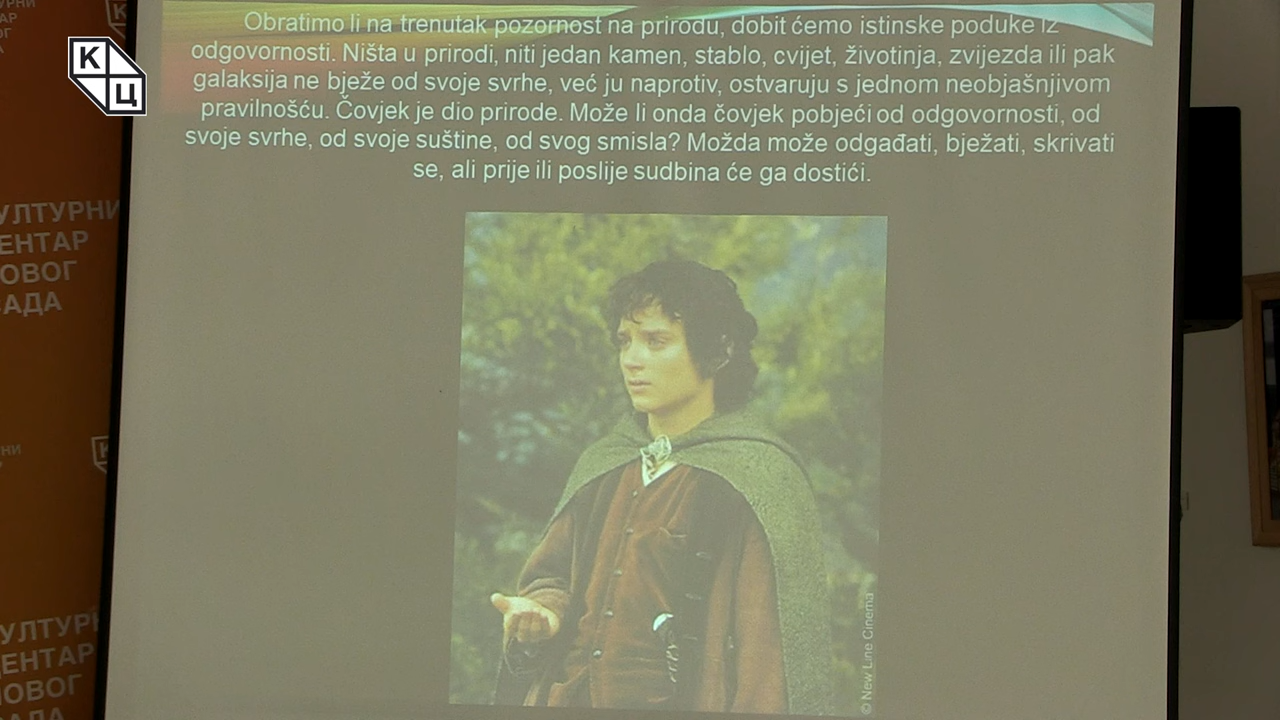 Obratimo li na trenutak pozornost na prirodu, dobit ćemo istinske poduke iz
odgovornosti. Ništa u prirodi, niti jedan kamen, stablo, cvijet, životinja, zvijezda ili pak
galaksija ne bježe od svoje svrhe, već ju naprotiv, ostvaruju s jednom neobjašnjivom
pravilnošću. Čovjek je dio prirode. Može li onda čovjek pobjeći od odgovornosti, od
svoje svrhe, od svoje suštine, od svog smisla? Možda može odgađati, bježati, skrivati
se, ali prije ili poslije sudbina će ga dostići.
К
Ц
УЛТУРНИ
ЕНТАР
ОВОГ
АДА
УЛТУРН
ЕНТАР
ОВОГ
АДА
© New Line Cinema